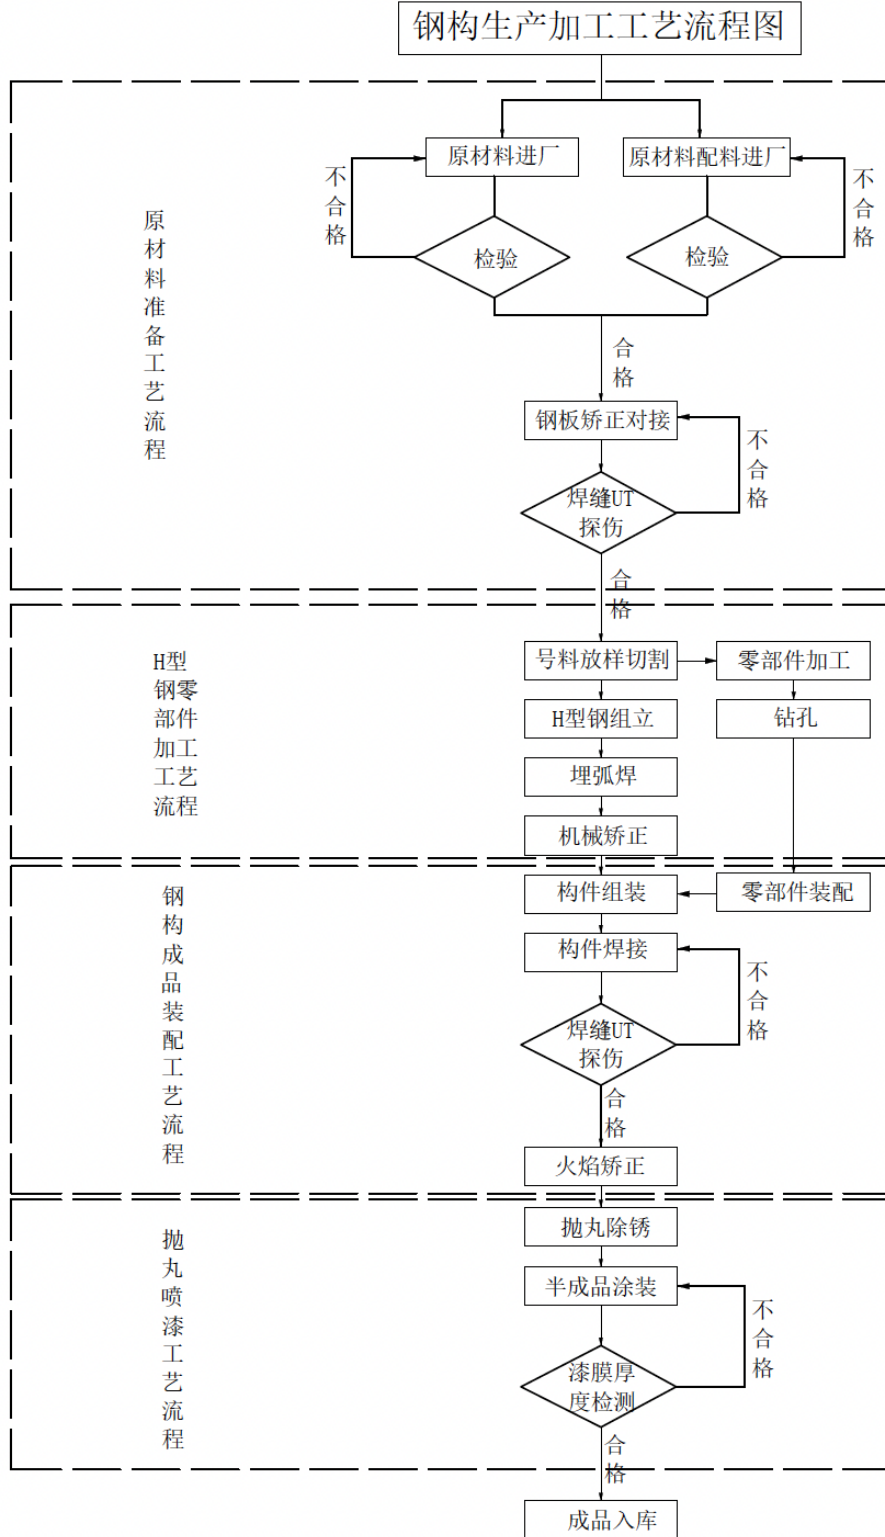 钢构生产加工工艺流程图
原材料准备工艺流程
原材料进厂
原材料配料进厂
不合格
不合格
检验
检验
合格
钢板矫正对接
不合格
焊缝UT
探伤
合格
H型
钢零
部件
加工
工艺
流程
号料放样切割
零部件加工
H型钢组立
钻孔
埋弧焊
机械矫正
钢构成品装配工艺流程
构件组装
零部件装配
构件焊接
不合格
焊缝UT
探伤
合格
火焰矫正
抛丸喷漆工艺流程
抛丸除锈
半成品涂装
不合格
漆膜厚
度检测
合格
成品入库